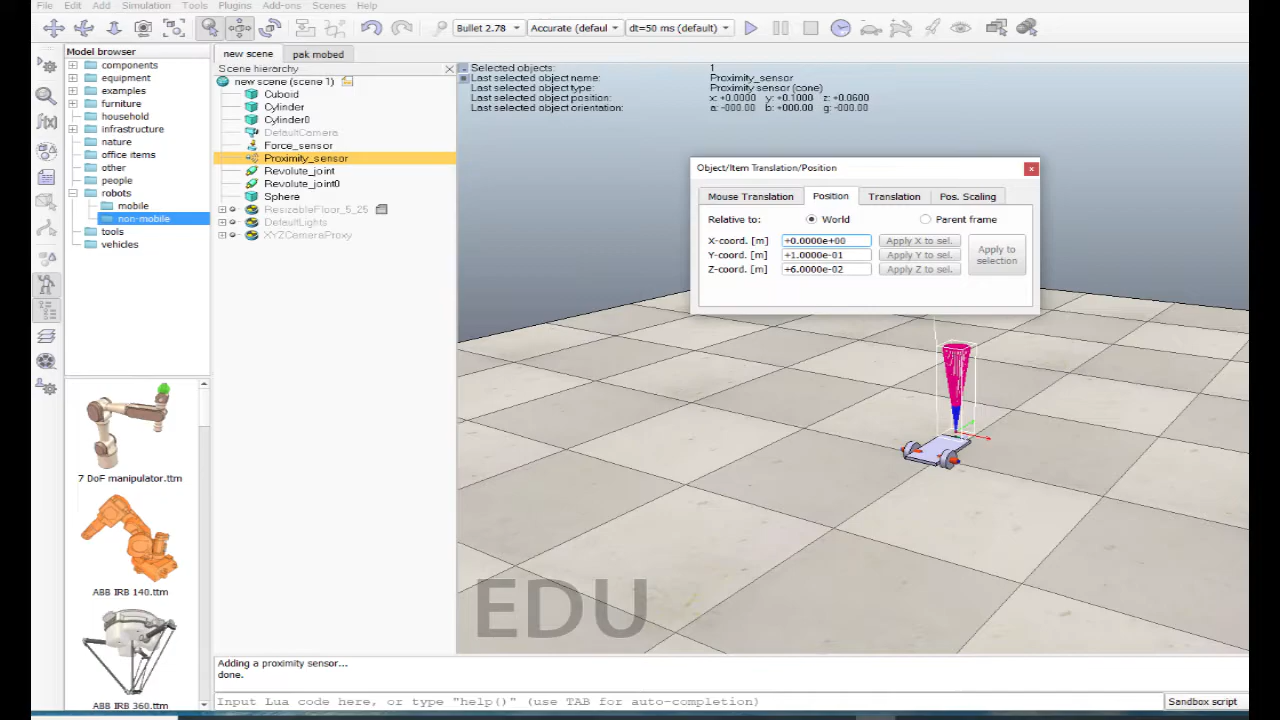 File Edit Add Simulation Tools Plugins Add-ons Scenes Help
Bullet 2.78 Accurate (defaul dt=50 ms (default)
Model browser
components
equipment
examples
furniture
household
infrastructure
nature
office items
other
people
robots
mobile
non-mobile
tools
vehicles
7 DoF manipulator.ttm
ABB IRB 140.ttm
ABB IRB 360.ttm
new scene pak mobed
Scene hierarchy
new scene (scene 1)
Cuboid
Cylinder
Cylinder0
DefaultCamera
Force_sensor
Proximity_sensor
Revolute_joint
Revolute_joint0
Sphere
ResizableFloor_5_25
DefaultLights
XYZCameraProxy
Selected objects: 1
Last selected object name: Proximity_sensor
Last selected object type: Proximity sensor (cone)
Last selected object position: x: +0.0000 y: +0.1000 z: +0.0600
Last selected object orientation: a: -000.00 b: +000.00 g: -000.00
Object/Item Translation/Position
Mouse Translation Position Translation Pos. Scaling
Relative to: World Parent frame
X-coord. [m] +0.0000e+00 Apply X to sel.
Y-coord. [m] +1.0000e-01 Apply Y to sel.
Z-coord. [m] +6.0000e-02 Apply Z to sel.
Apply to
selection
EDU
Adding a proximity sensor...
done.
Input Lua code here, or type "help()" (use TAB for auto-completion)
Sandbox script